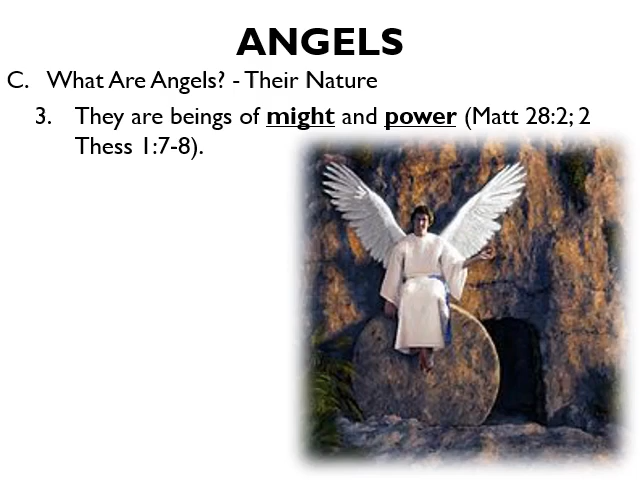 ANGELS
C. What Are Angels? - Their Nature
3. They are beings of might and power (Matt 28:2; 2
Thess 1:7-8).